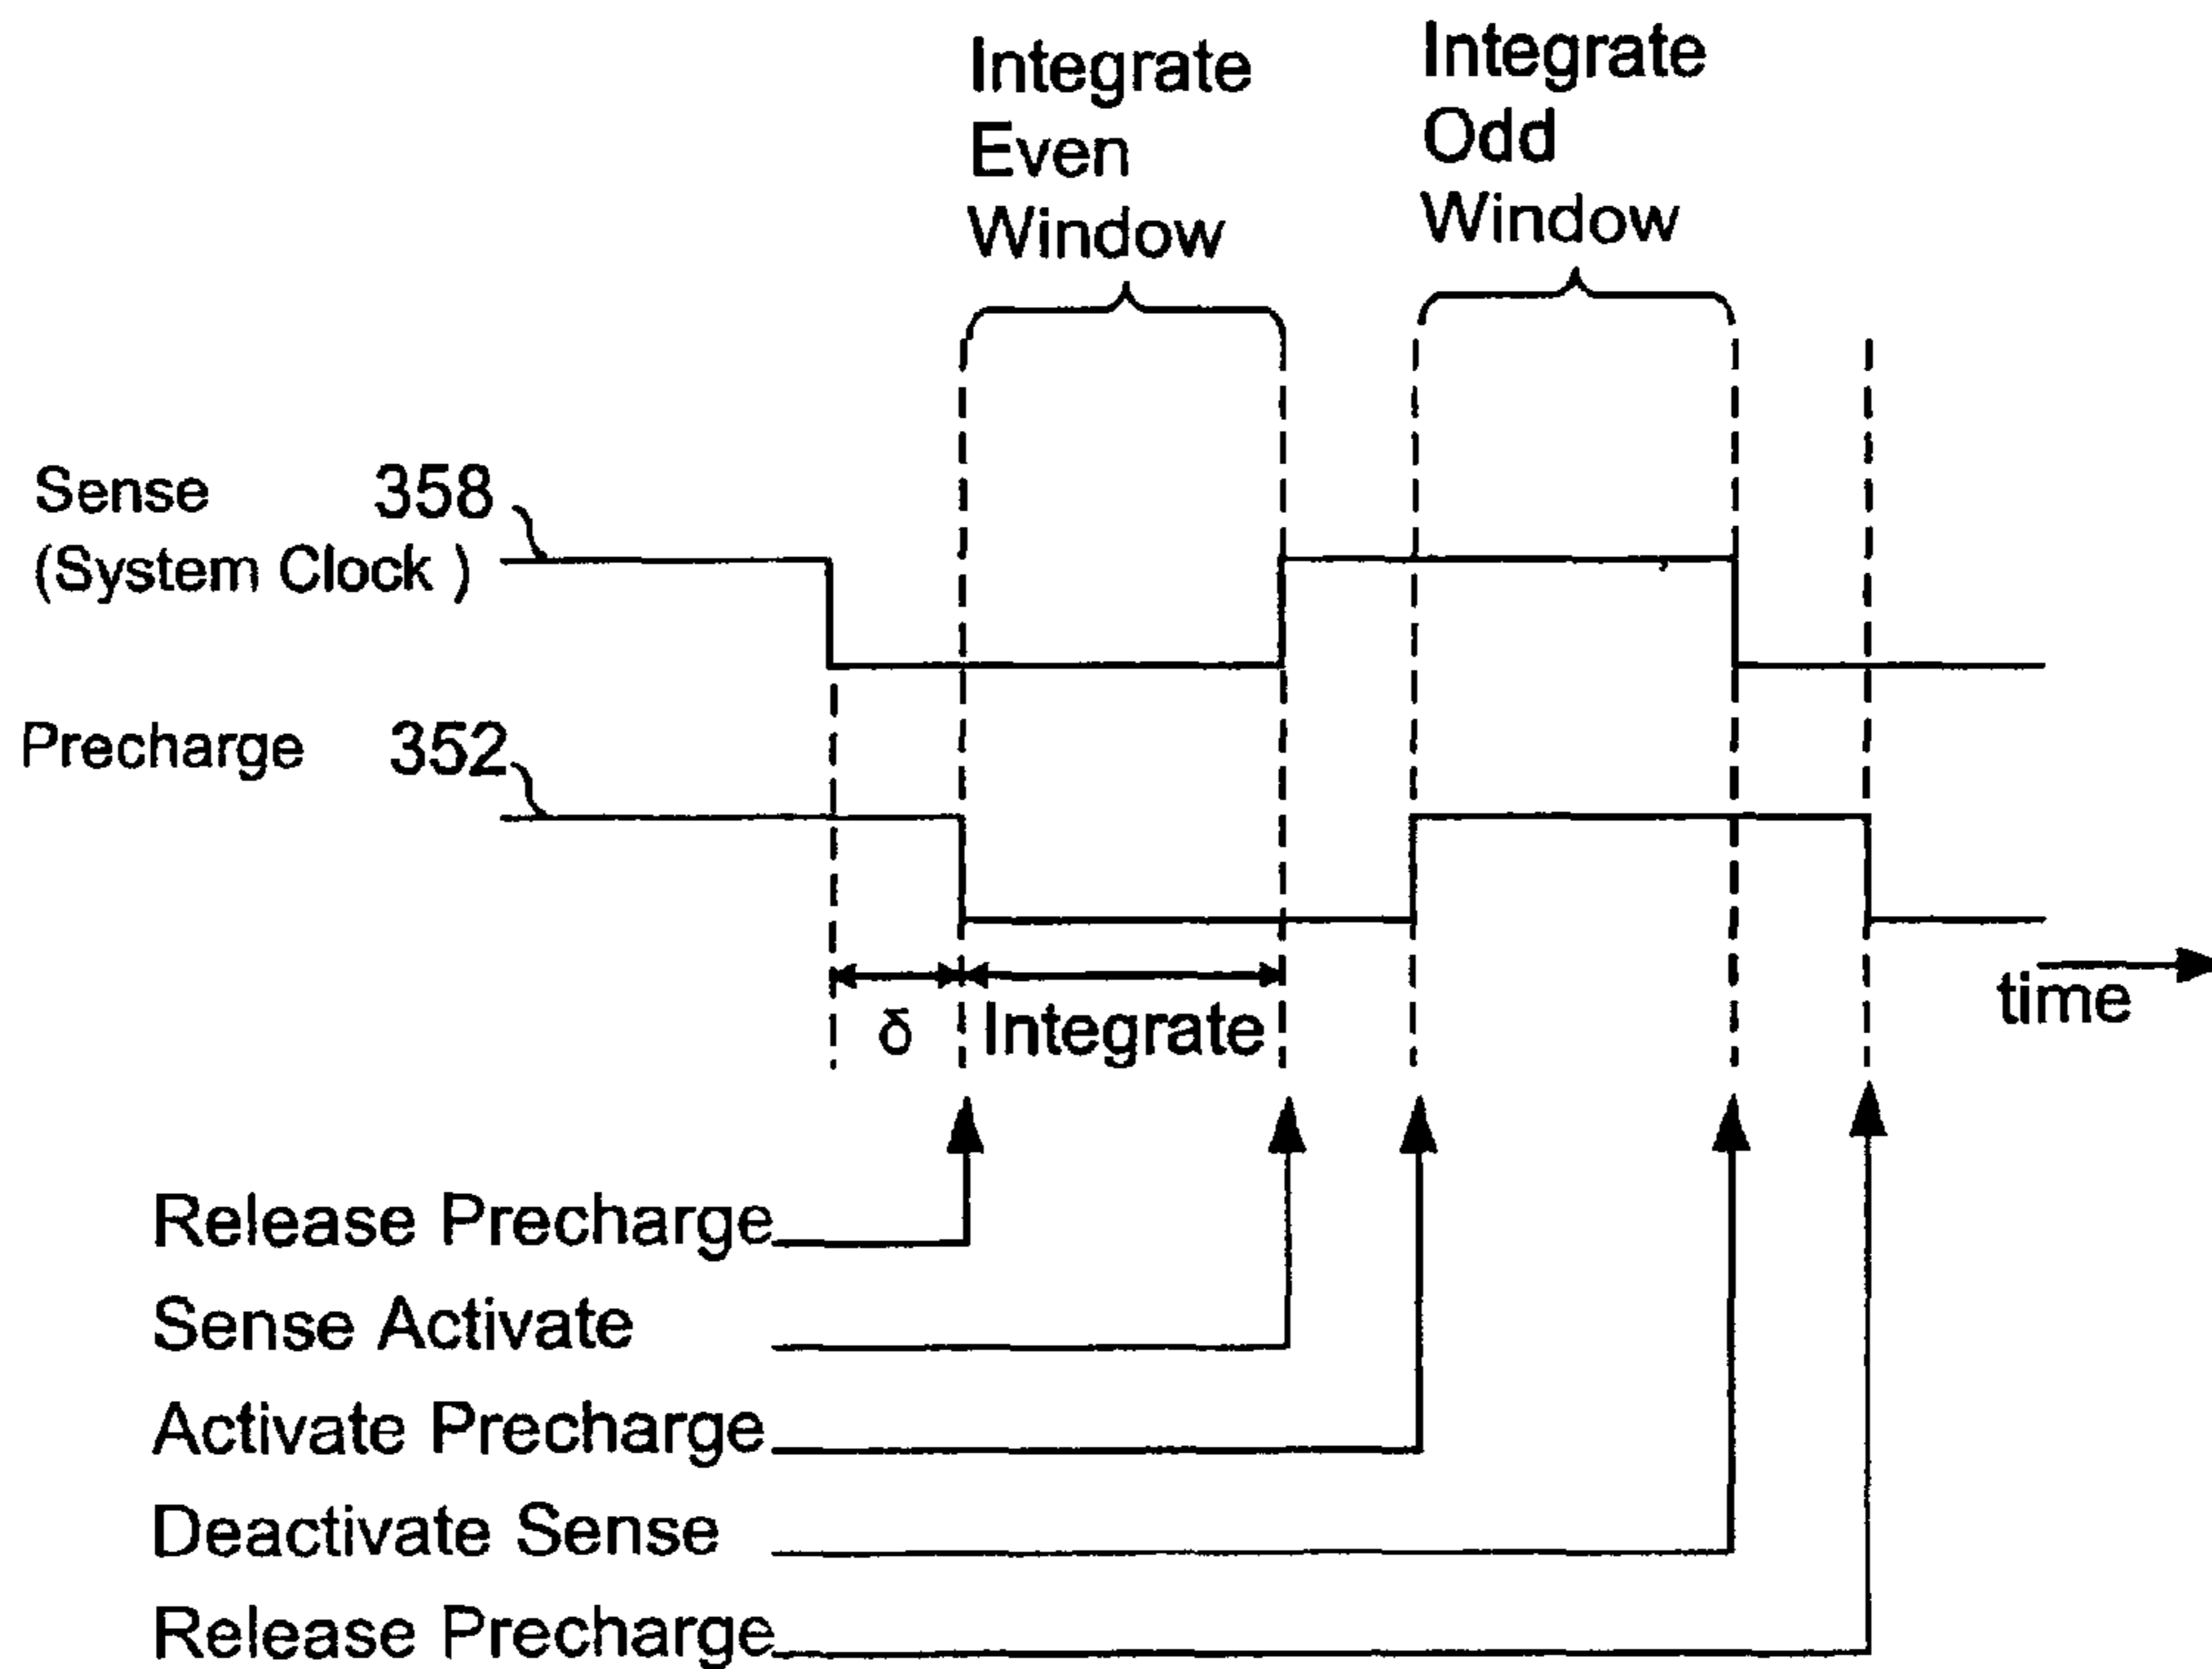 Integrate
Even
Window
Integrate
Odd
Window
Sense 358
(System Clock )
Precharge 352
δ Integrate
time
Release Precharge
Sense Activate
Activate Precharge
Deactivate Sense
Release Precharge